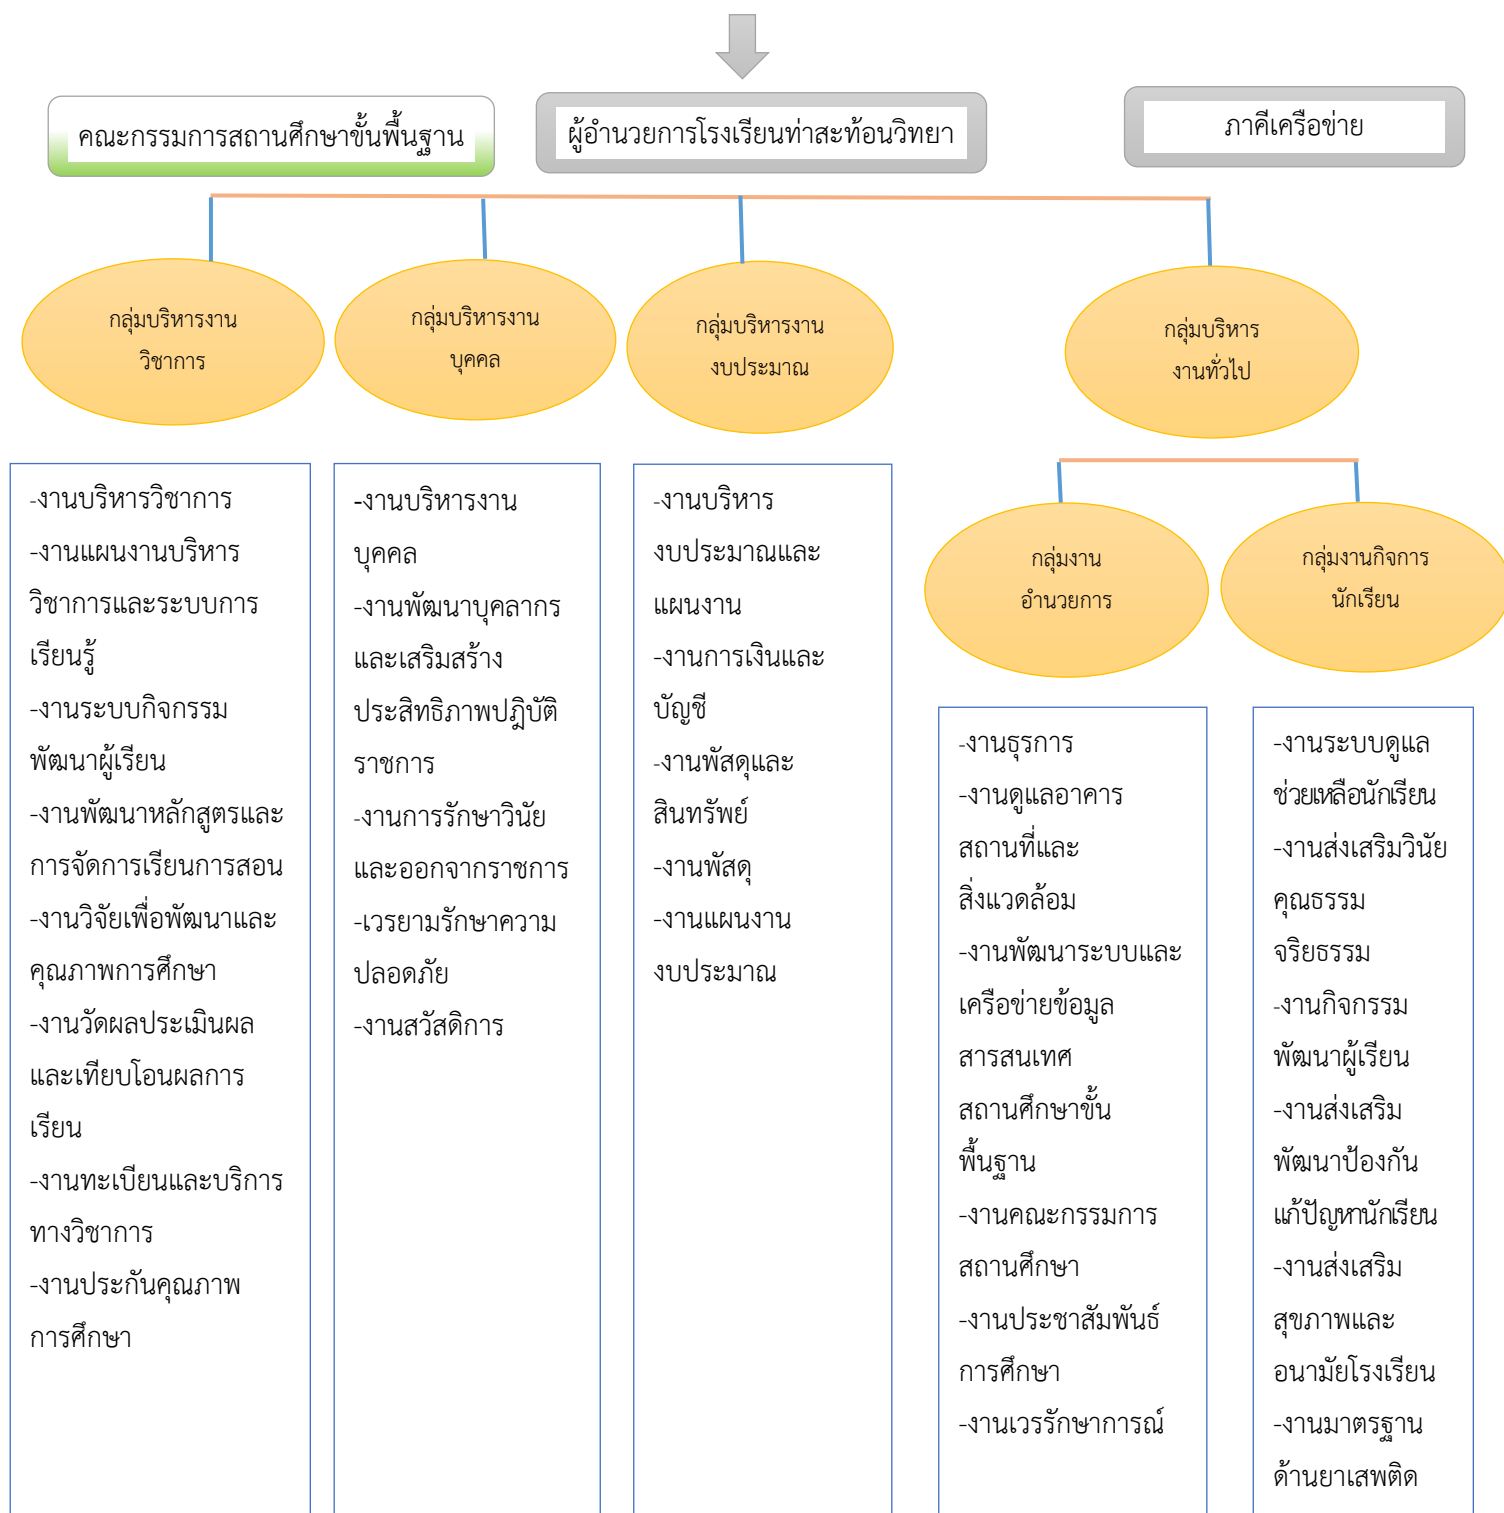 คณะกรรมการสถานศึกษาขั้นพื้นฐาน
ผู้อำนวยการโรงเรียนท่าสะท้อนวิทยา
ภาคีเครือข่าย
กลุ่มบริหารงาน
วิชาการ
กลุ่มบริหารงาน
บุคคล
กลุ่มบริหารงาน
งบประมาณ
กลุ่มบริหาร
งานทั่วไป
-งานบริหารวิชาการ
-งานแผนงานบริหาร
วิชาการและระบบการ
เรียนรู้
-งานระบบกิจกรรม
พัฒนาผู้เรียน
-งานพัฒนาหลักสูตรและ
การจัดการเรียนการสอน
-งานวิจัยเพื่อพัฒนาและ
คุณภาพการศึกษา
-งานวัดผลประเมินผล
และเทียบโอนผลการ
เรียน
-งานทะเบียนและบริการ
ทางวิชาการ
-งานประกันคุณภาพ
การศึกษา
-งานบริหารงาน
บุคคล
-งานพัฒนาบุคลากร
และเสริมสร้าง
ประสิทธิภาพปฎิบัติ
ราชการ
-งานการรักษาวินัย
และออกจากราชการ
-เวรยามรักษาความ
ปลอดภัย
-งานสวัสดิการ
-งานบริหาร
งบประมาณและ
แผนงาน
-งานการเงินและ
บัญชี
-งานพัสดุและ
สินทรัพย์
-งานพัสดุ
-งานแผนงาน
งบประมาณ
กลุ่มงาน
อำนวยการ
กลุ่มงานกิจการ
นักเรียน
-งานธุรการ
-งานดูแลอาคาร
สถานที่และ
สิ่งแวดล้อม
-งานพัฒนาระบบและ
เครือข่ายข้อมูล
สารสนเทศ
สถานศึกษาขั้น
พื้นฐาน
-งานคณะกรรมการ
สถานศึกษา
-งานประชาสัมพันธ์
การศึกษา
-งานเวรรักษาการณ์
-งานระบบดูแล
ช่วยเหลือนักเรียน
-งานส่งเสริมวินัย
คุณธรรม
จริยธรรม
-งานกิจกรรม
พัฒนาผู้เรียน
-งานส่งเสริม
พัฒนาป้องกัน
แก้ปัญหานักเรียน
-งานส่งเสริม
สุขภาพและ
อนามัยโรงเรียน
-งานมาตรฐาน
ด้านยาเสพติด